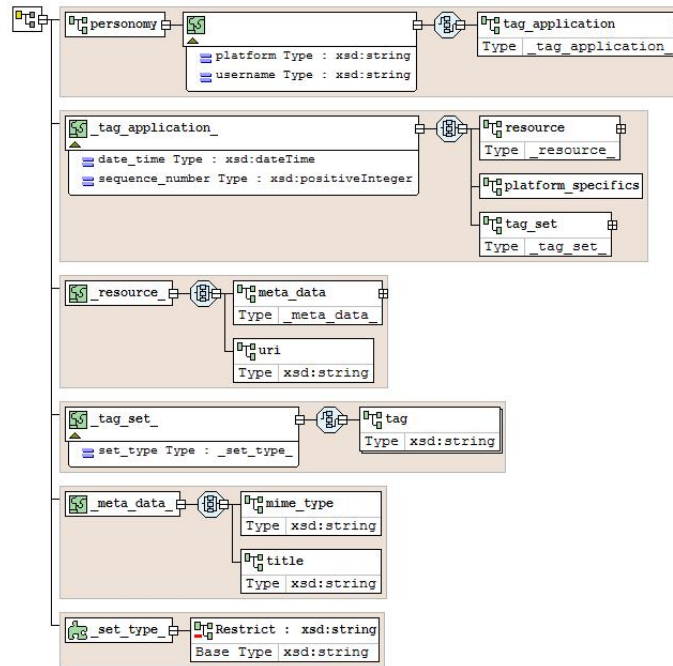 personomy
platform Type : xsd:string
username Type : xsd:string
tag_application
Type _tag_application_
_tag_application_
date_time Type : xsd:dateTime
sequence_number Type : xsd:positiveInteger
resource
Type _resource_
platform_specifics
tag_set
Type _tag_set_
_resource_
meta_data
Type _meta_data_
uri
Type xsd:string
_tag_set_
set_type Type : _set_type_
tag
Type xsd:string
_meta_data_
mime_type
Type xsd:string
title
Type xsd:string
_set_type_
Restrict : xsd:string
Base Type xsd:string